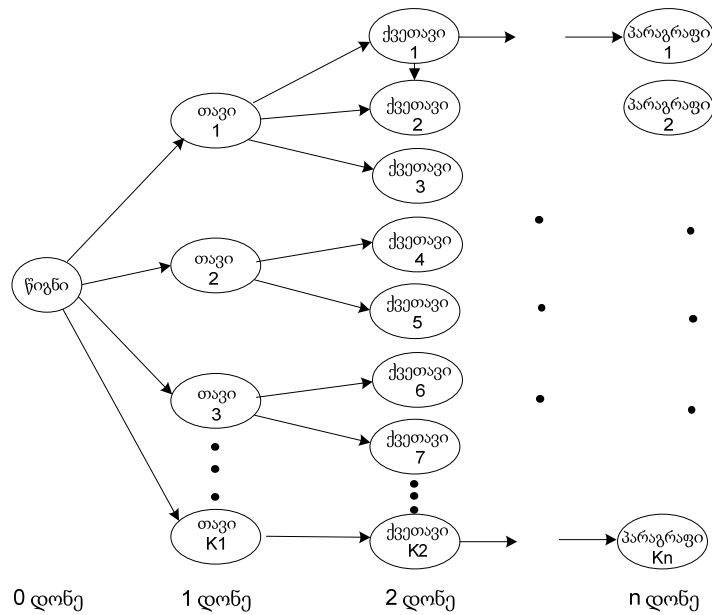 ქვეთავი
1
პარაგრაფი
1
თავი
1
ქვეთავი
2
პარაგრაფი
2
ქვეთავი
3
წიგნი
თავი
2
ქვეთავი
4
ქვეთავი
5
თავი
3
ქვეთავი
6
ქვეთავი
7
თავი
K1
ქვეთავი
K2
პარაგრაფი
Kn
0 დონე
1 დონე
2 დონე
n დონე